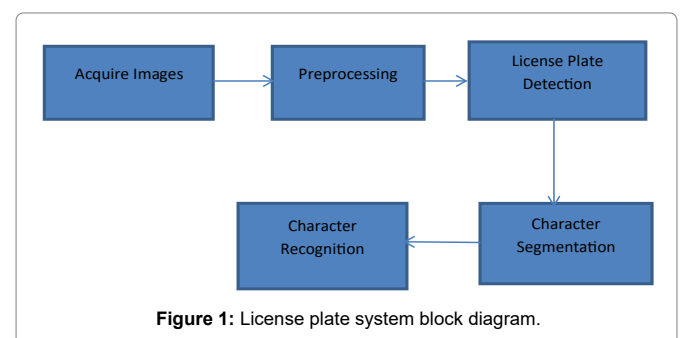 Acquire Images
Preprocessing
License Plate
Detection
Character
Segmentation
Character
Recognition
Figure 1: License plate system block diagram.